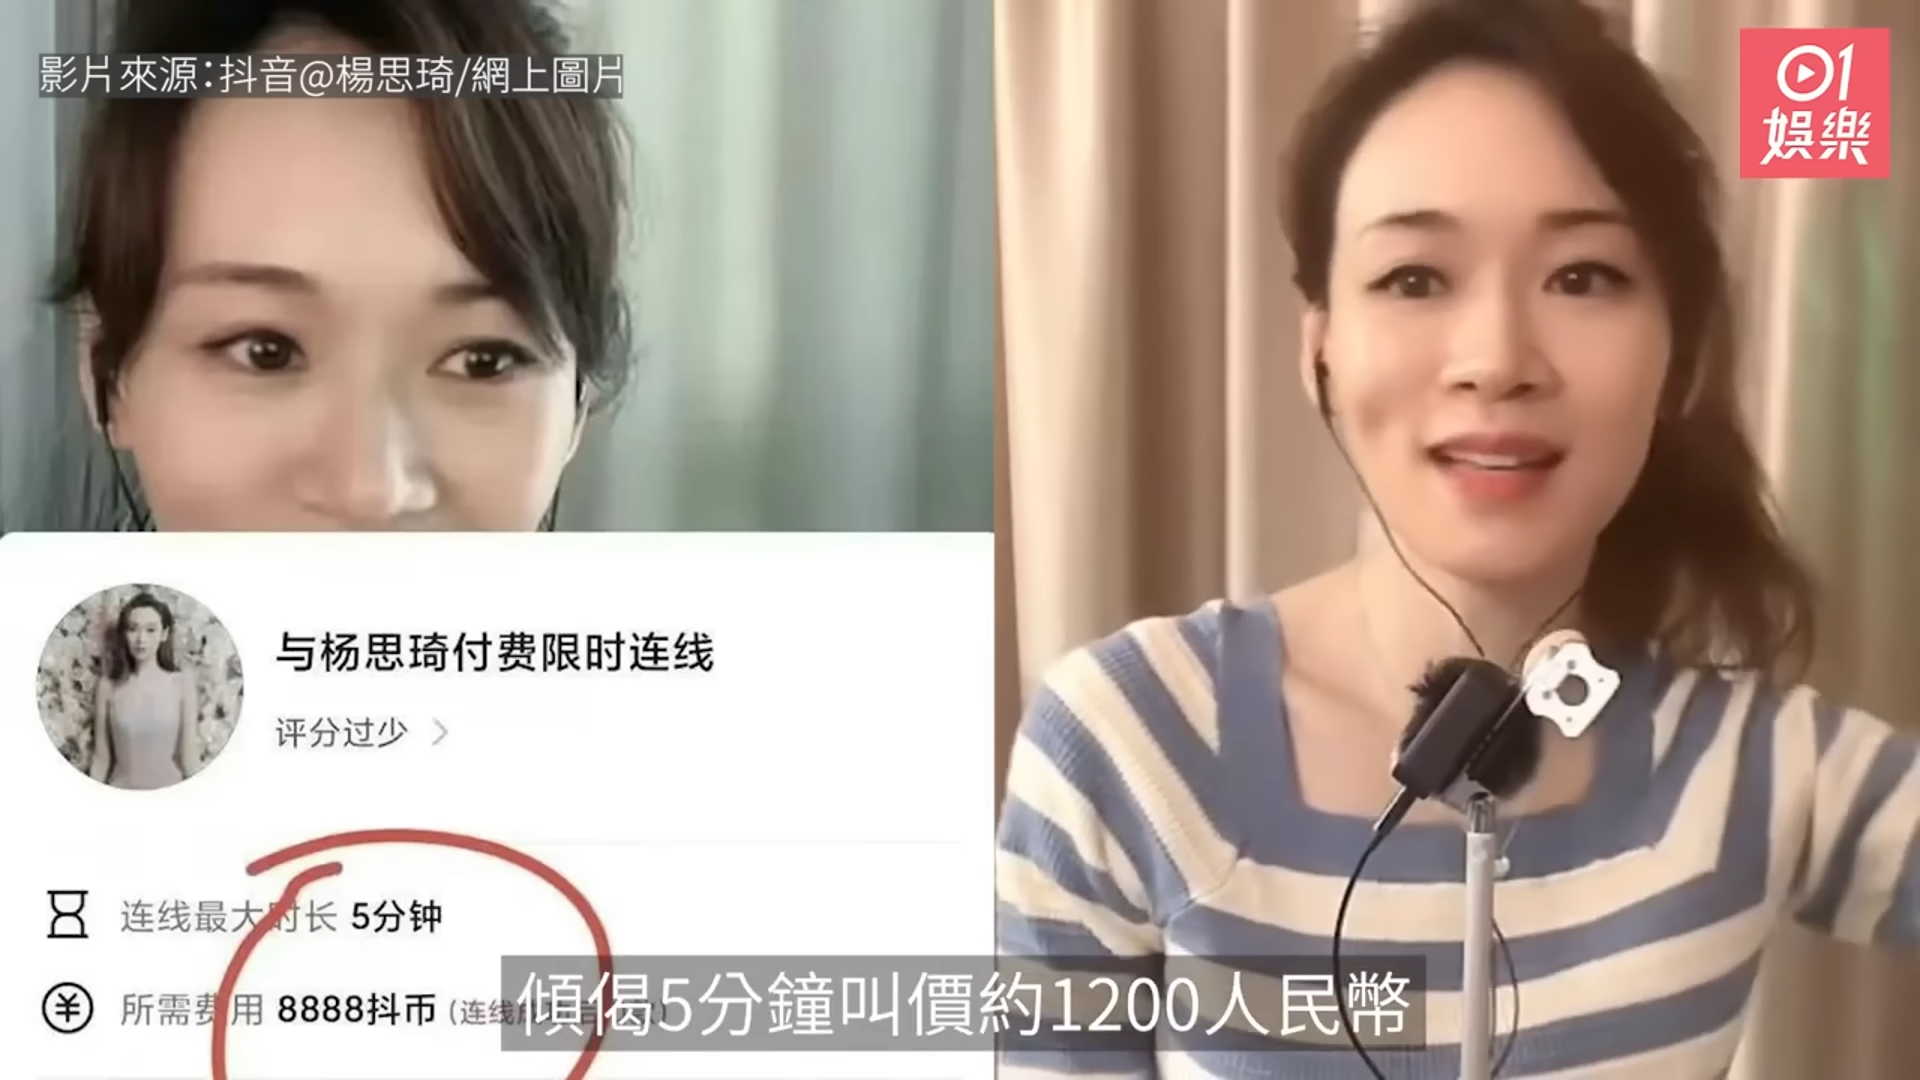 影片來源：抖音@楊思琦/網上圖片
01
娛樂
与杨思琦付费限时连线
评分过少
连线最大时长 5分钟
所需费用 8888抖币 (连线
傾偈5分鐘叫價約1200人民幣